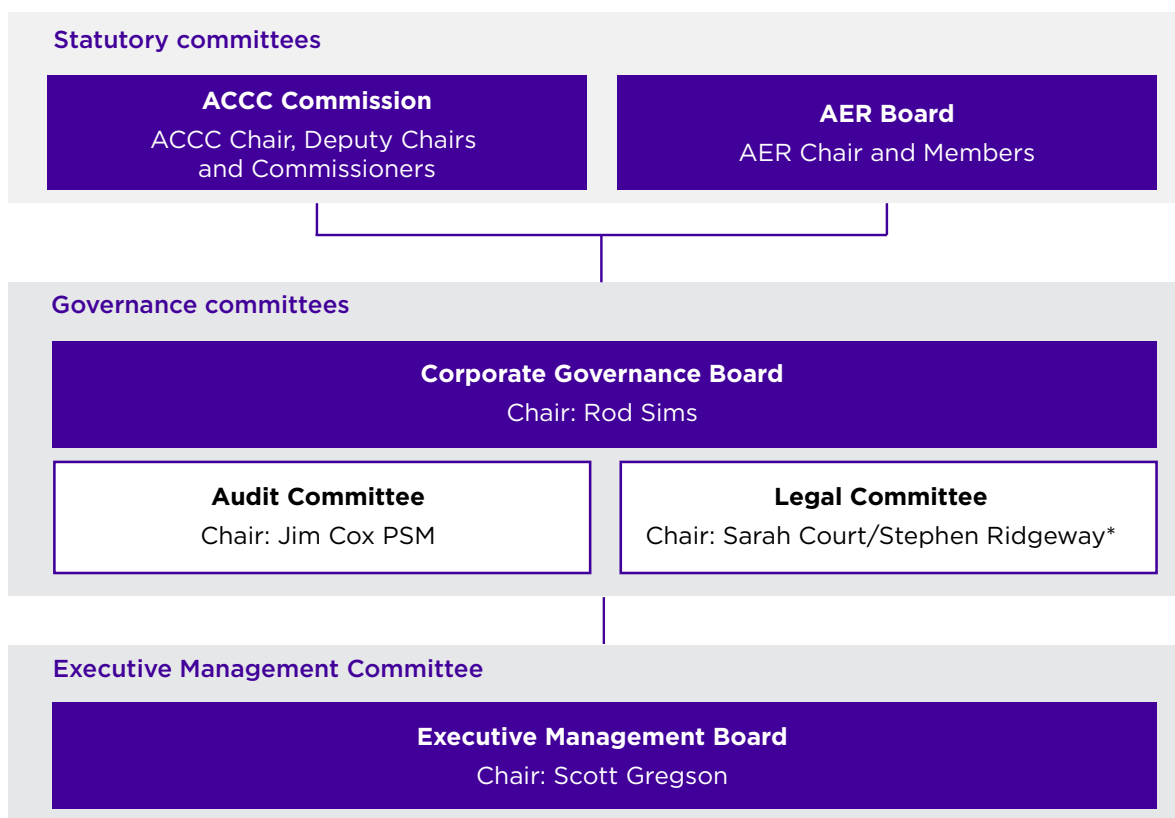 Statutory committees
ACCC Commission
ACCC Chair, Deputy Chairs
and Commissioners
AER Board
AER Chair and Members
Governance committees
Corporate Governance Board
Chair: Rod Sims
Audit Committee
Chair: Jim Cox PSM
Legal Committee
Chair: Sarah Court/Stephen Ridgeway*
Executive Management Committee
Executive Management Board
Chair: Scott Gregson